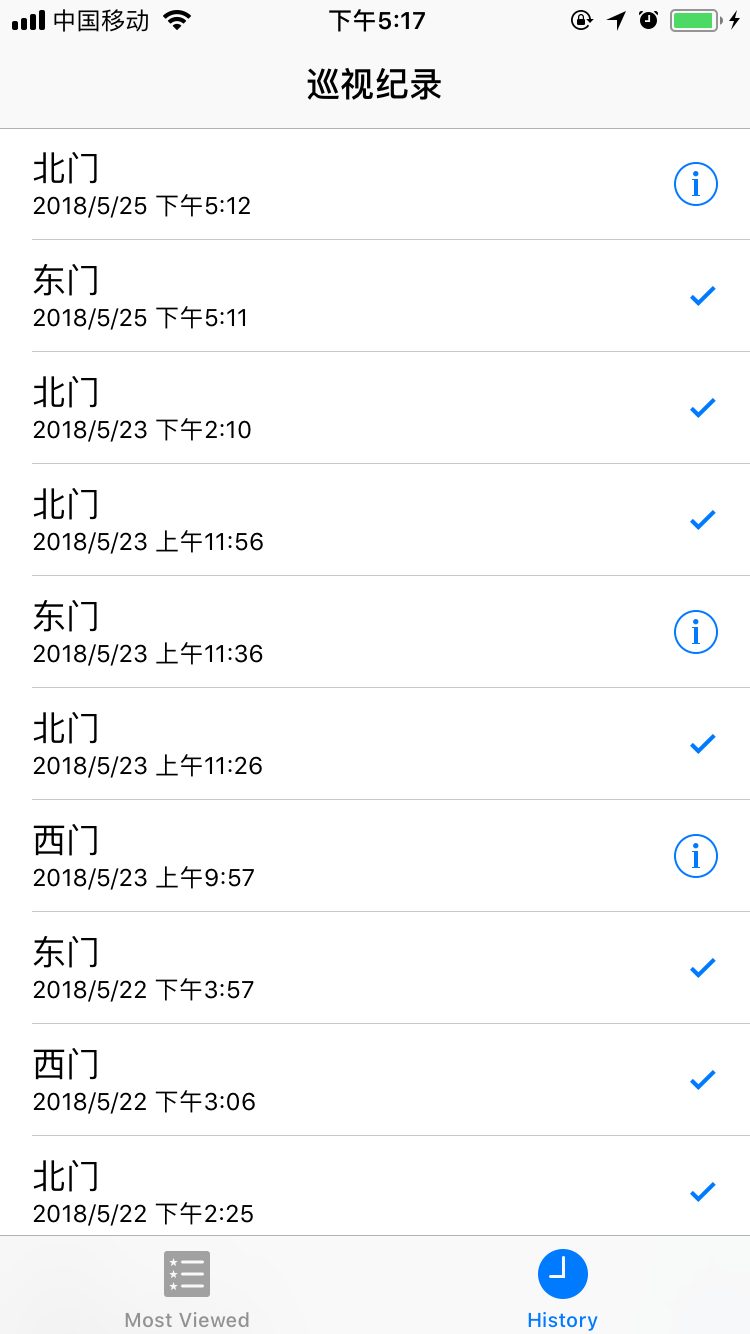 中国移动 下午5:17
巡视纪录
北门
2018/5/25 下午5:12
东门
2018/5/25 下午5:11
北门
2018/5/23 下午2:10
北门
2018/5/23 上午11:56
东门
2018/5/23 上午11:36
北门
2018/5/23 上午11:26
西门
2018/5/23 上午9:57
东门
2018/5/22 下午3:57
西门
2018/5/22 下午3:06
北门
2018/5/22 下午2:25
Most Viewed History